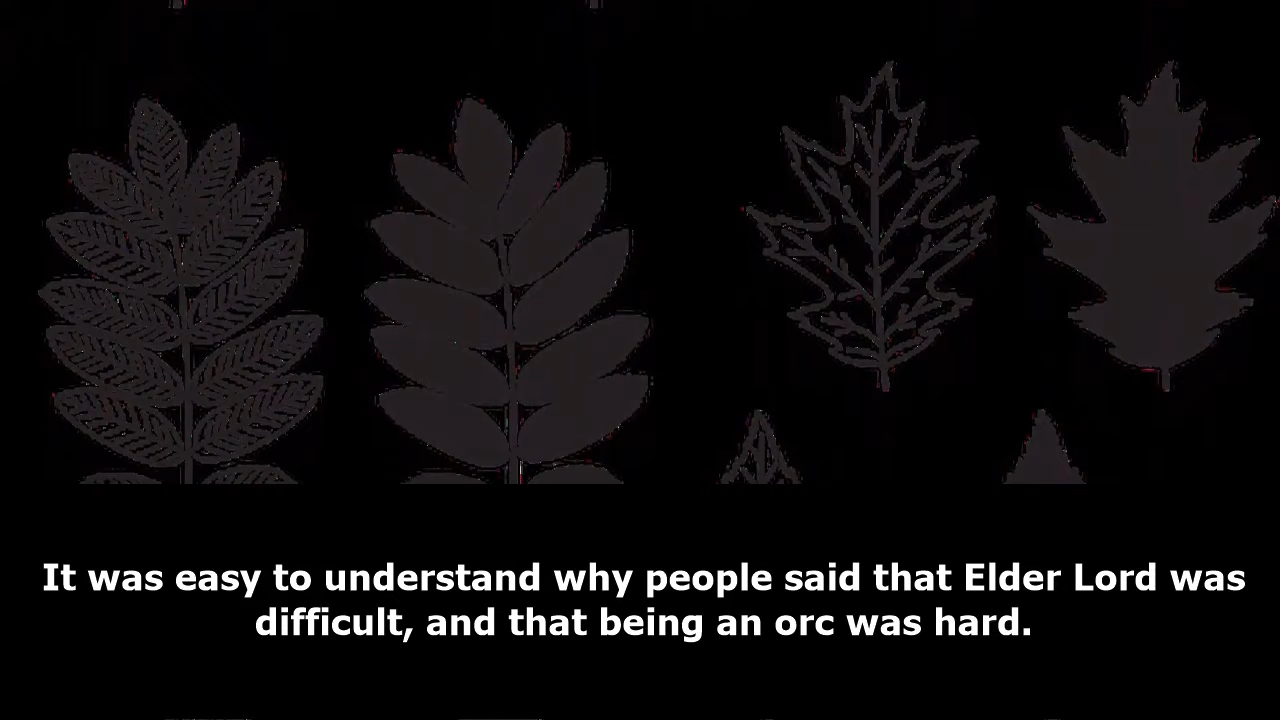 It was easy to understand why people said that Elder Lord was
difficult, and that being an orc was hard.